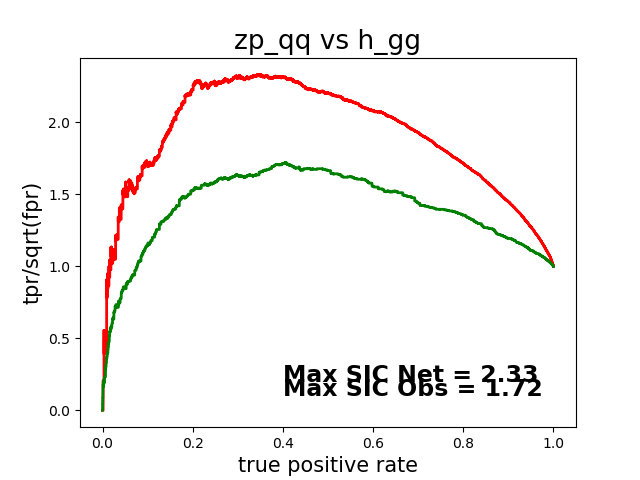 zp_qq vs h_gg
tpr/sqrt(fpr)
2.0
1.5
1.0
0.5
0.0
Max SIC Net = 2.33
Max SIC Obs = 1.72
0.0 0.2 0.4 0.6 0.8 1.0
true positive rate